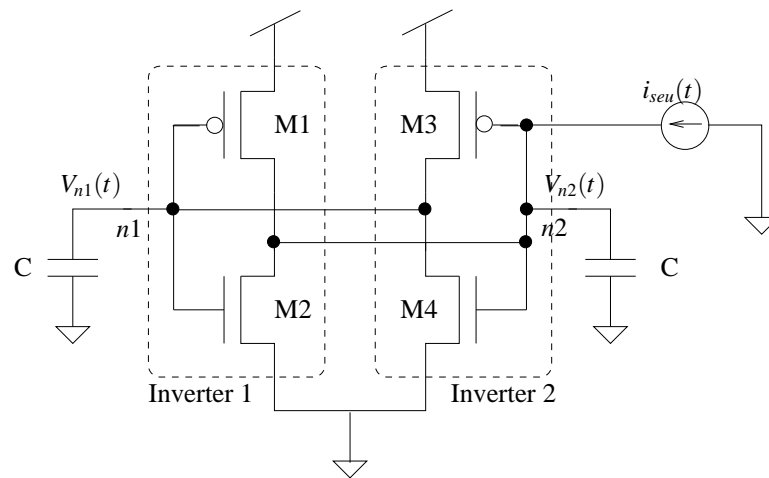 M1
M3
i_seu(t)
V_n1(t)
V_n2(t)
n1
n2
C
C
M2
M4
Inverter 1
Inverter 2